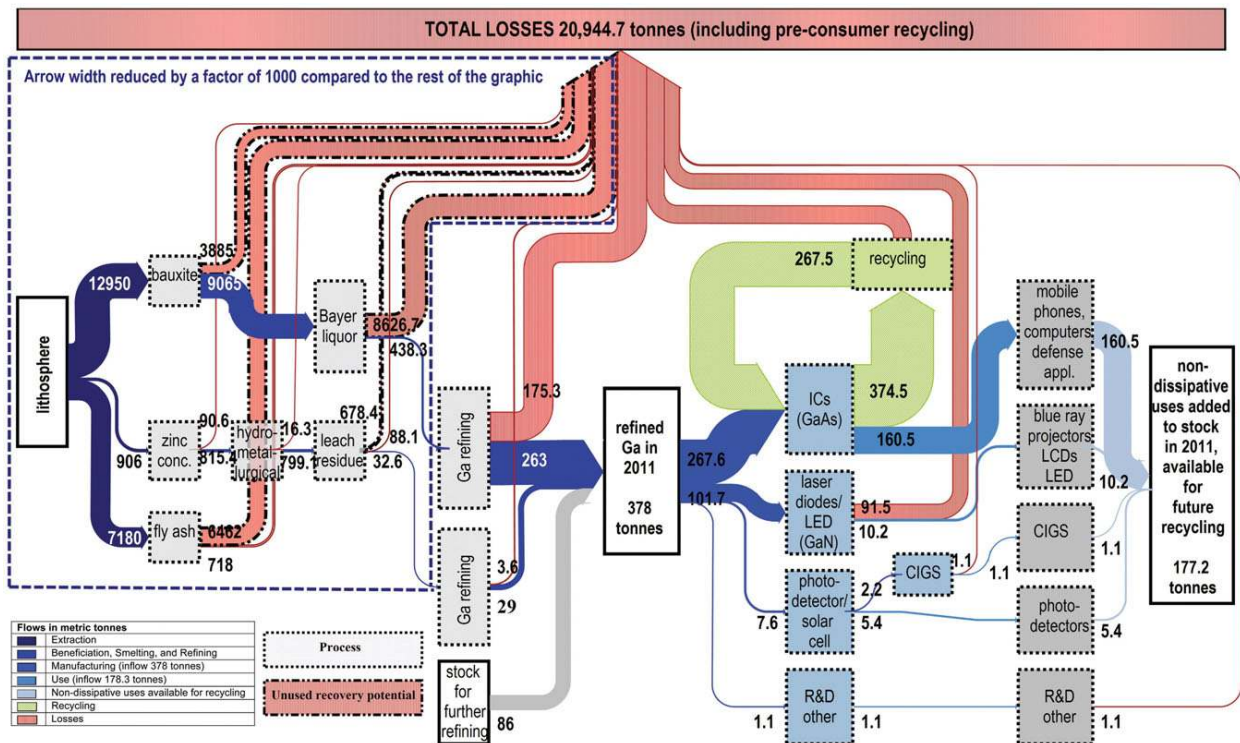 TOTAL LOSSES 20,944.7 tonnes (including pre-consumer recycling)
Arrow width reduced by a factor of 1000 compared to the rest of the graphic
lithosphere
12950
906
7180
bauxite
3885
9065
zinc
conc.
90.6
815.4
fly ash
6462
718
hydro-
metal-
lurgical
16.3
799.1
Bayer
liquor
8626.7
438.3
leach
residue
678.4
88.1
32.6
Ga refining
175.3
263
Ga refining
3.6
29
stock
for
further
refining
86
refined
Ga in
2011
378
tonnes
267.6
101.7
7.6
1.1
267.5
recycling
374.5
ICs
(GaAs)
160.5
laser
diodes/
LED
(GaN)
91.5
10.2
photo-
detector/
solar
cell
2.2
5.4
CIGS
1.1
1.1
R&D
other
1.1
mobile
phones,
computers
defense
appl.
160.5
blue ray
projectors
LCDs
LED
10.2
CIGS
1.1
photo-
detectors
5.4
R&D
other
1.1
non-
dissipative
uses added
to stock
in 2011,
available
for
future
recycling
177.2
tonnes
Flows in metric tonnes
Extraction
Beneficiation, Smelting, and Refining
Manufacturing (inflow 378 tonnes)
Use (inflow 178.3 tonnes)
Non-dissipative uses available for recycling
Recycling
Losses
Process
Unused recovery potential